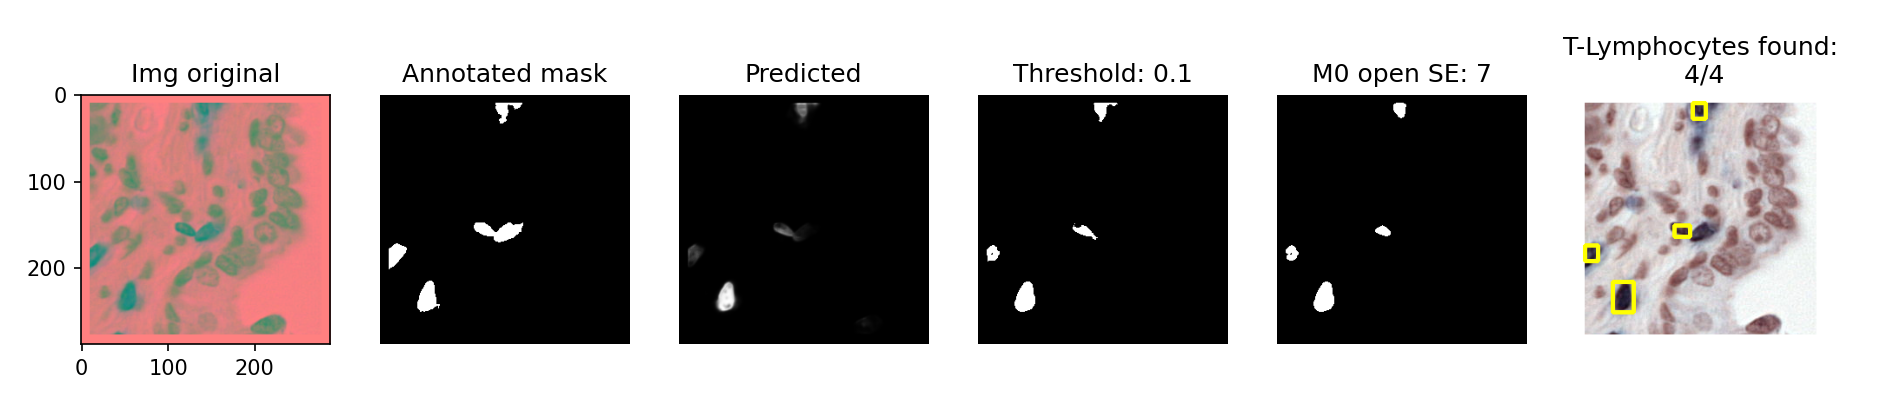 Img original
Annotated mask
Predicted
Threshold: 0.1
M0 open SE: 7
T-Lymphocytes found:
4/4
0
100
200
0
100
200